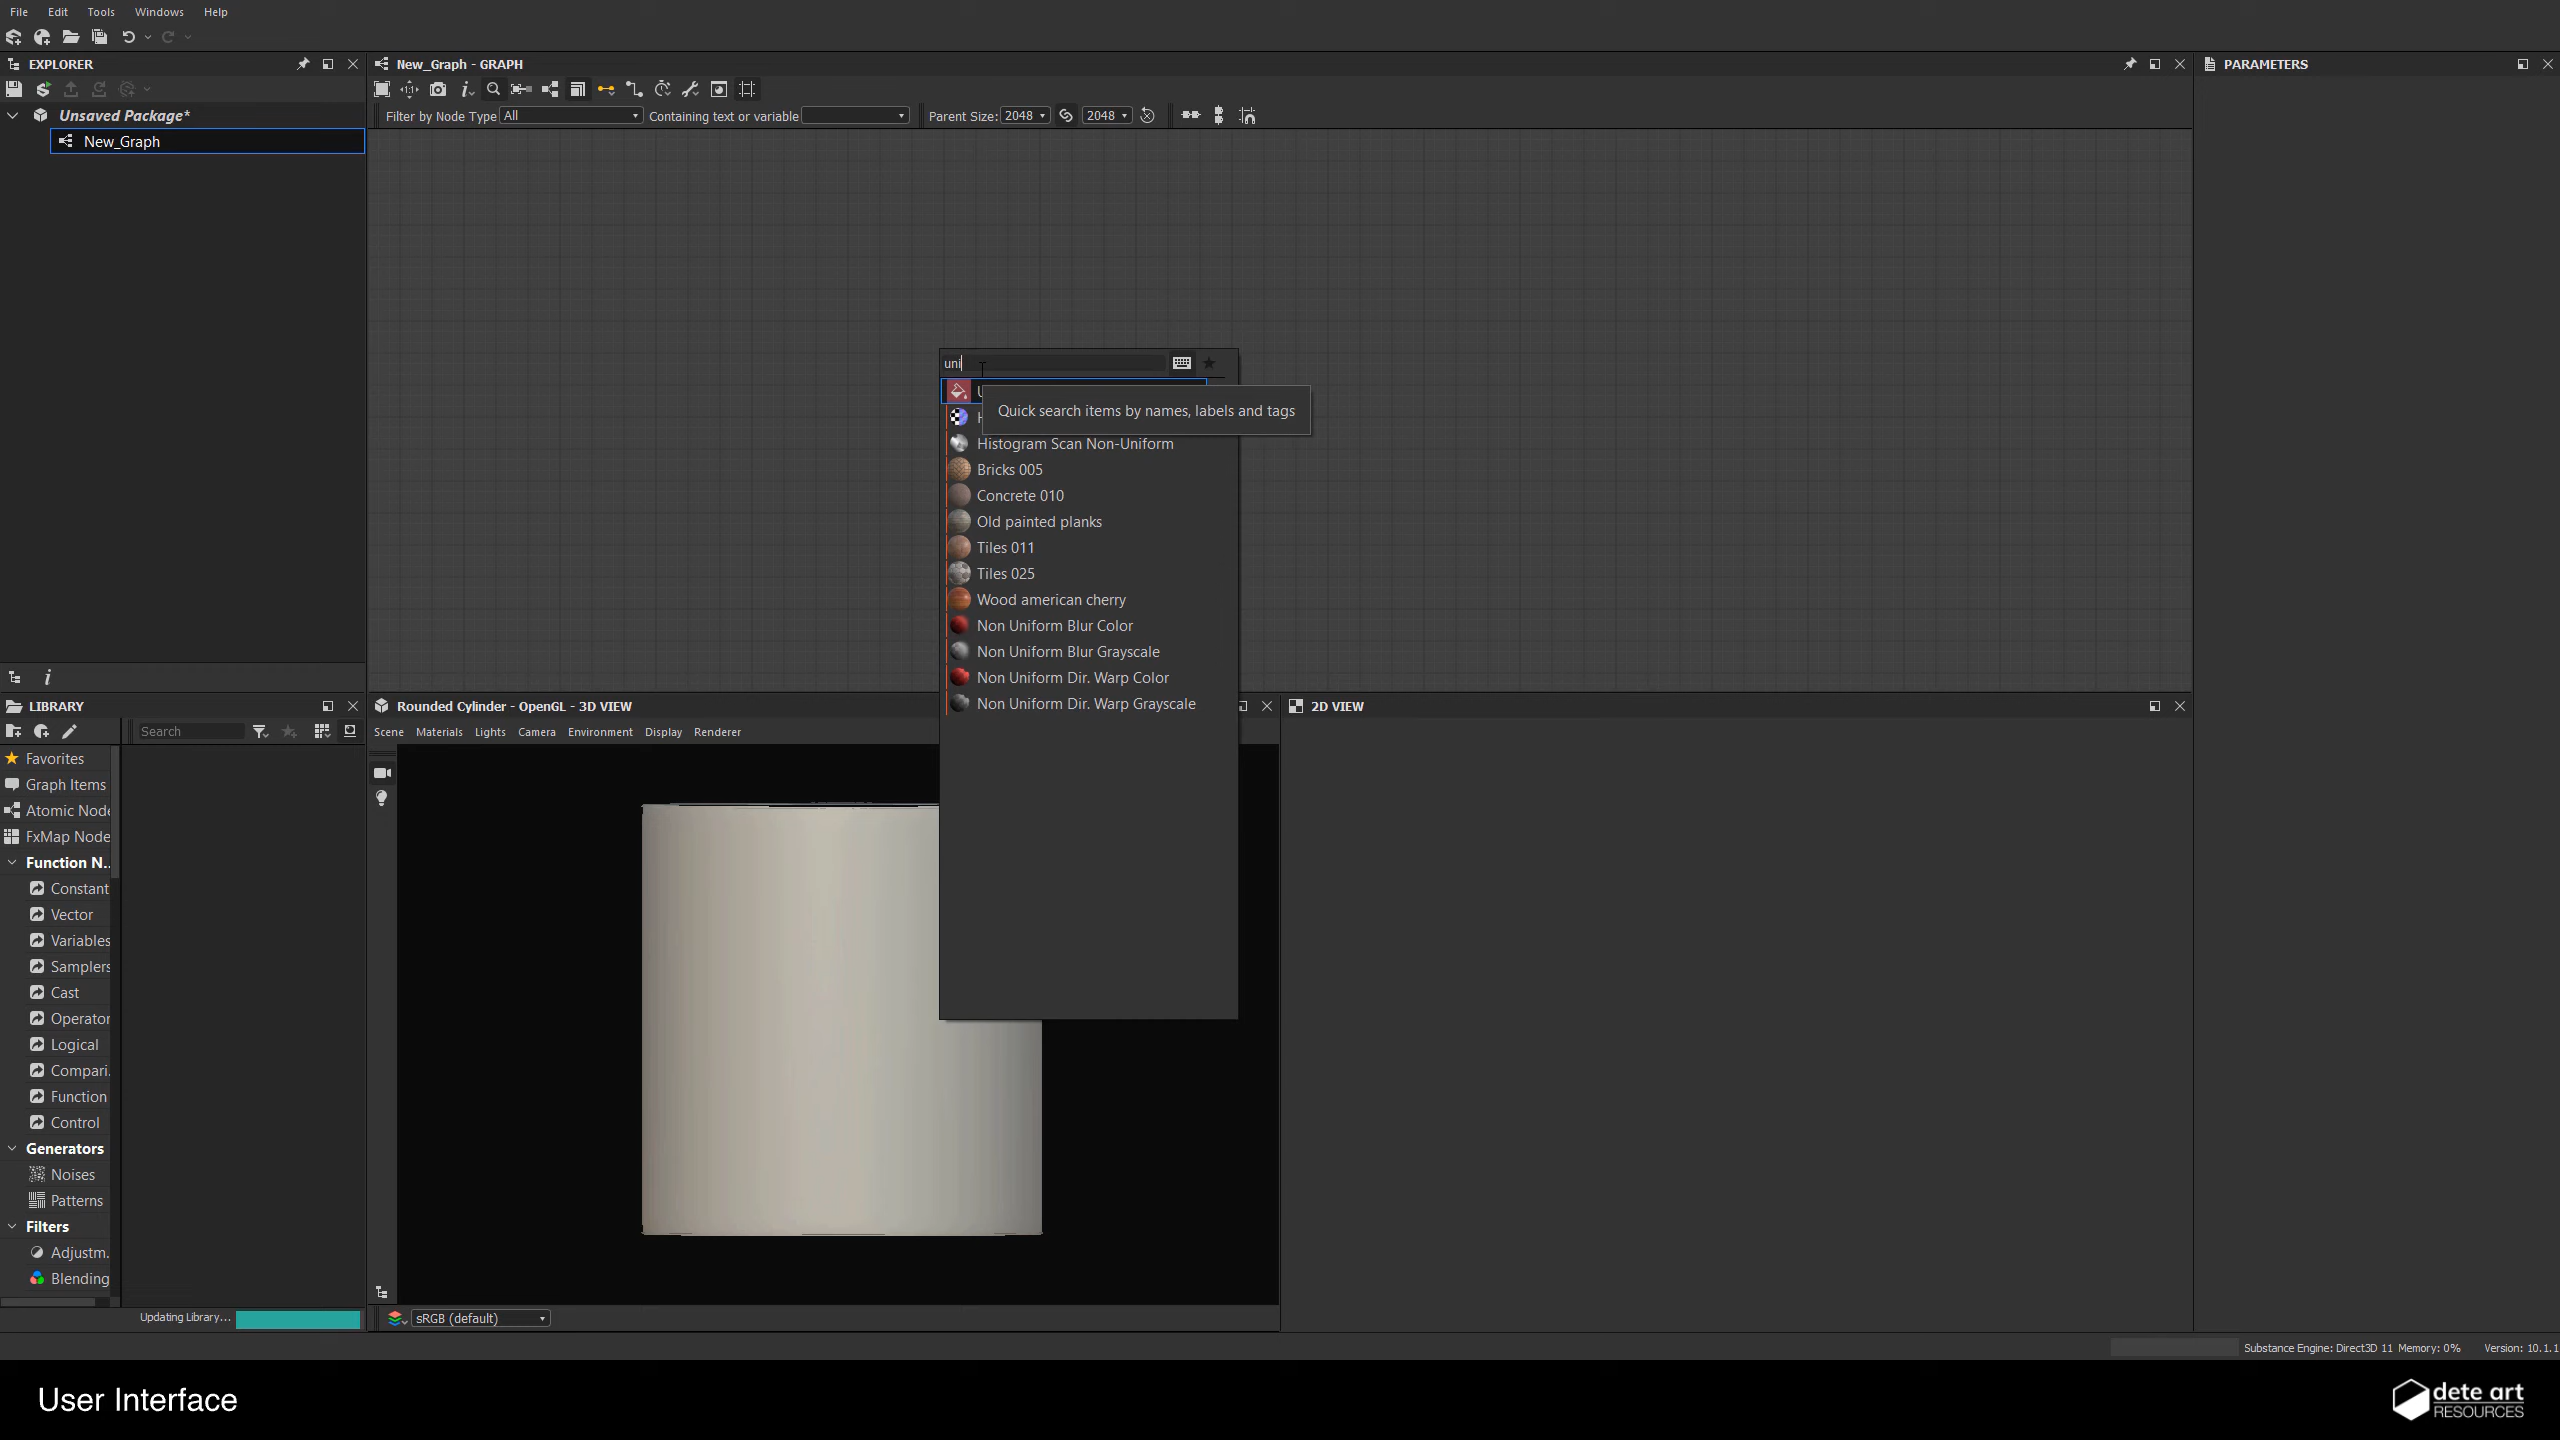 File Edit Tools Windows Help
EXPLORER
New_Graph - GRAPH
PARAMETERS
Filter by Node Type All Containing text or variable Parent Size: 2048 2048
Unsaved Package*
New_Graph
uni
Quick search items by names, labels and tags
Histogram Scan Non-Uniform
Bricks 005
Concrete 010
Old painted planks
Tiles 011
Tiles 025
Wood american cherry
Non Uniform Blur Color
Non Uniform Blur Grayscale
Non Uniform Dir. Warp Color
Non Uniform Dir. Warp Grayscale
LIBRARY
Search
Favorites
Graph Items
Atomic Node
FxMap Node
Function N..
Constant
Vector
Variables
Samplers
Cast
Operator
Logical
Compari.
Function
Control
Generators
Noises
Patterns
Filters
Adjustm.
Blending
Updating Library...
Rounded Cylinder - OpenGL - 3D VIEW
Scene Materials Lights Camera Environment Display Renderer
sRGB (default)
2D VIEW
Substance Engine: Direct3D 11 Memory: 0% Version: 10.1.1
User Interface
dete art
RESOURCES